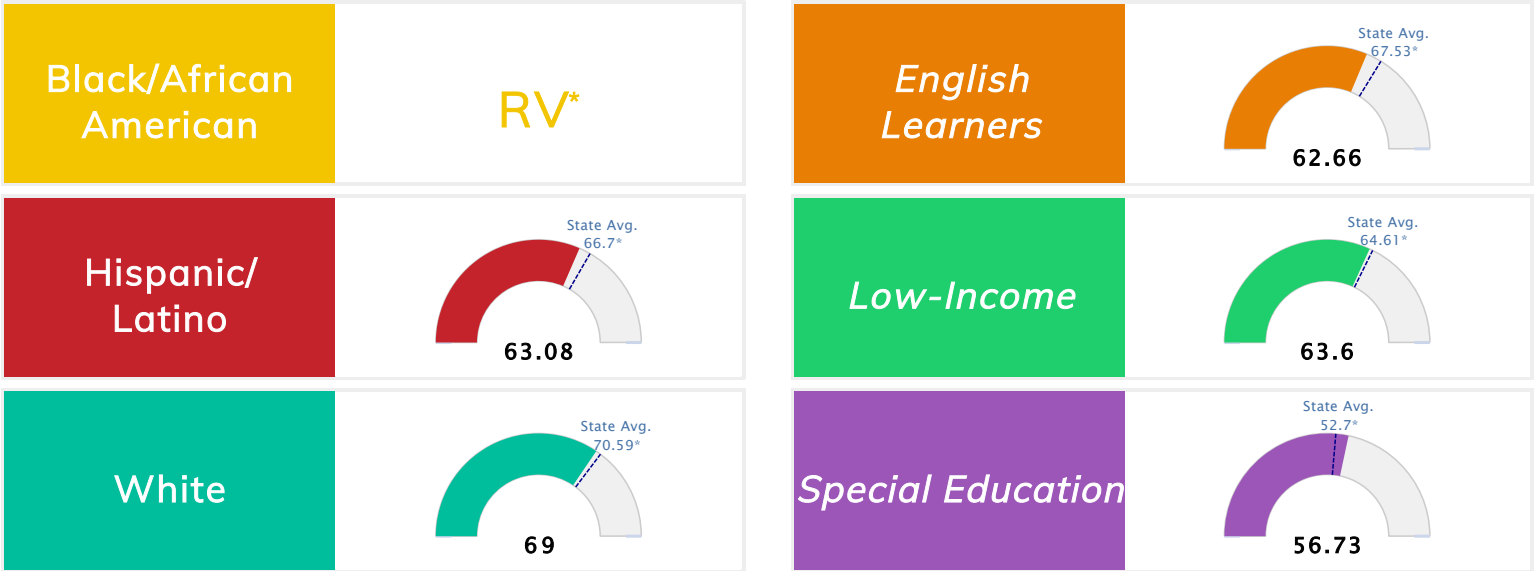 Black/African
American
RV*
English
Learners
State Avg.
67.53*
62.66
Hispanic/
Latino
State Avg.
66.7*
63.08
Low-Income
State Avg.
64.61*
63.6
White
State Avg.
70.59*
69
Special Education
State Avg.
52.7*
56.73